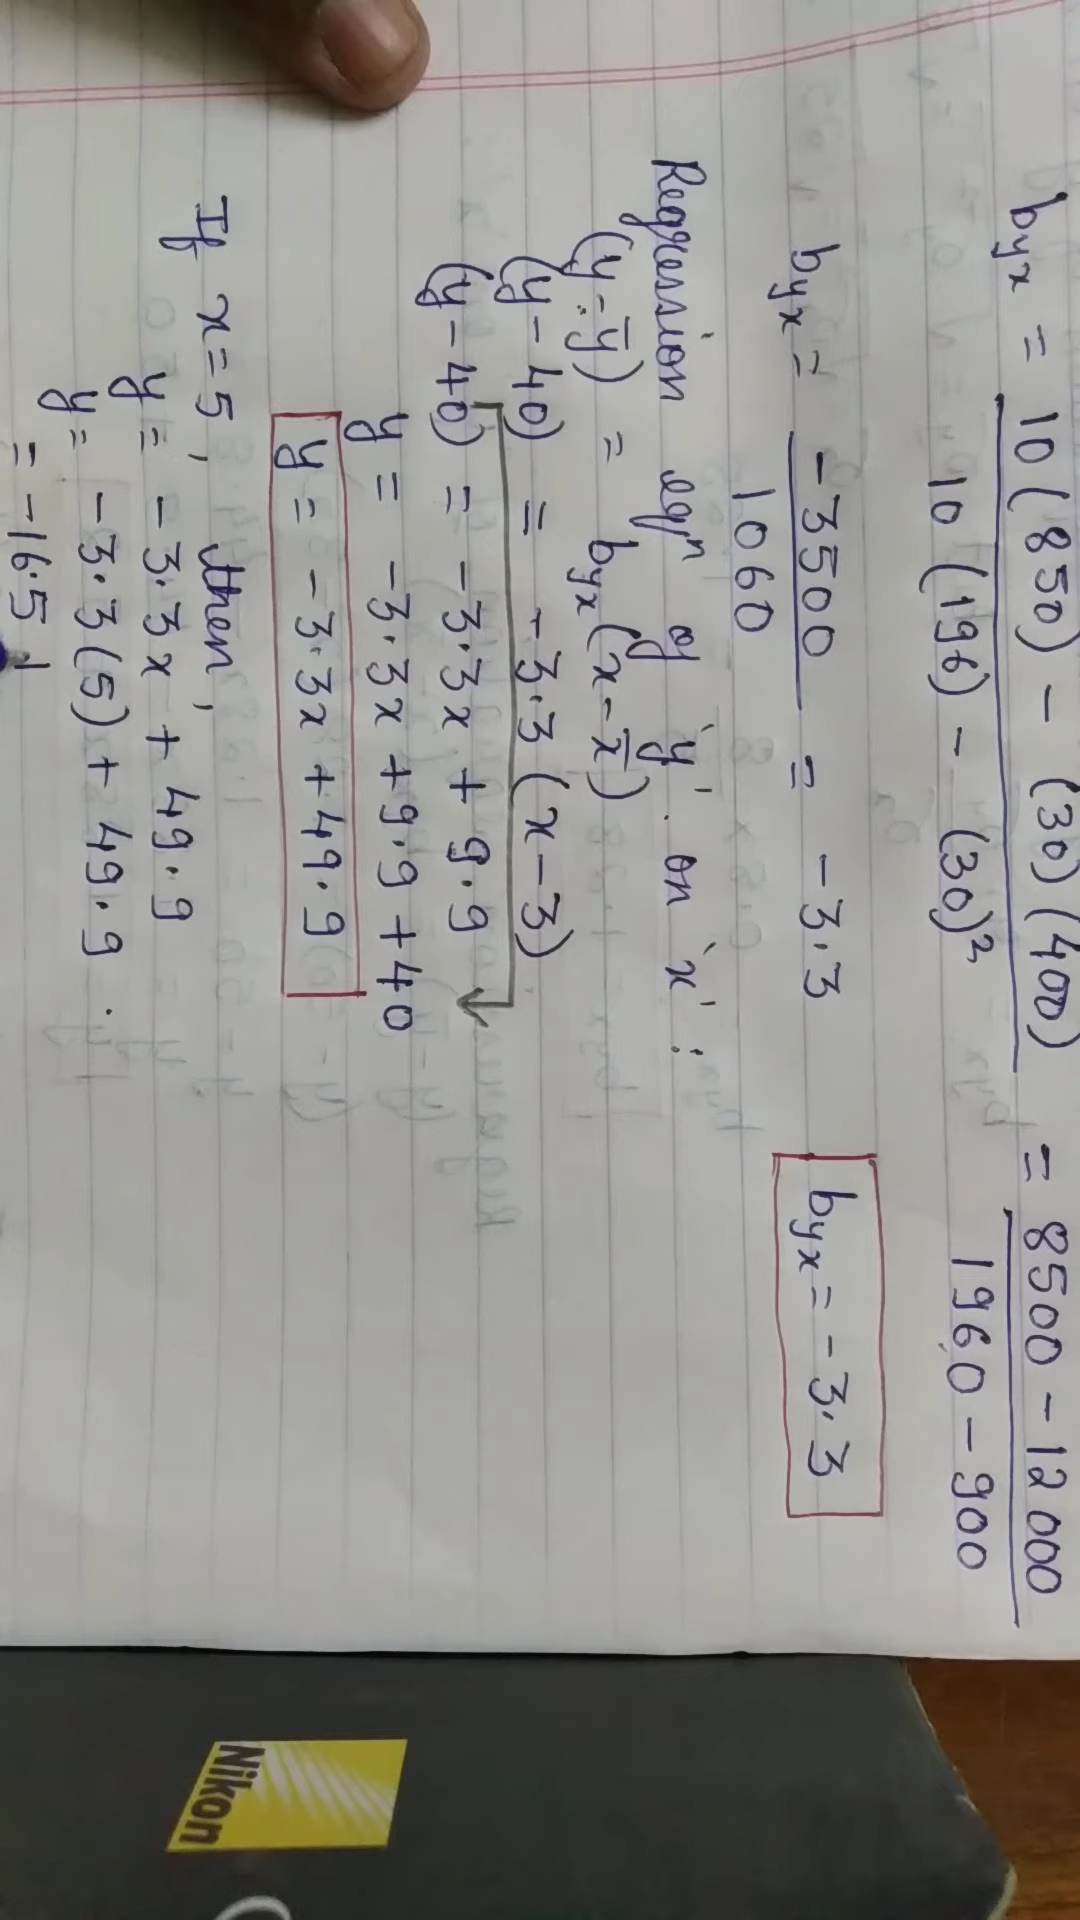 byx = 10(850) - (30)(400) / 10(196) - (30)² = 8500 - 12000 / 1960 - 900
byx = -3500 / 1060 = -3.3 byx = -3.3
Regression eqⁿ of 'y' on 'x' :
(y - ȳ) = byx (x - x̄)
(y - 40) = -3.3 (x - 3)
(y - 40) = -3.3x + 9.9
y = -3.3x + 9.9 + 40
y = -3.3x + 49.9
If x = 5, then,
y = -3.3x + 49.9
y = -3.3(5) + 49.9.
= -16.5
Nikon